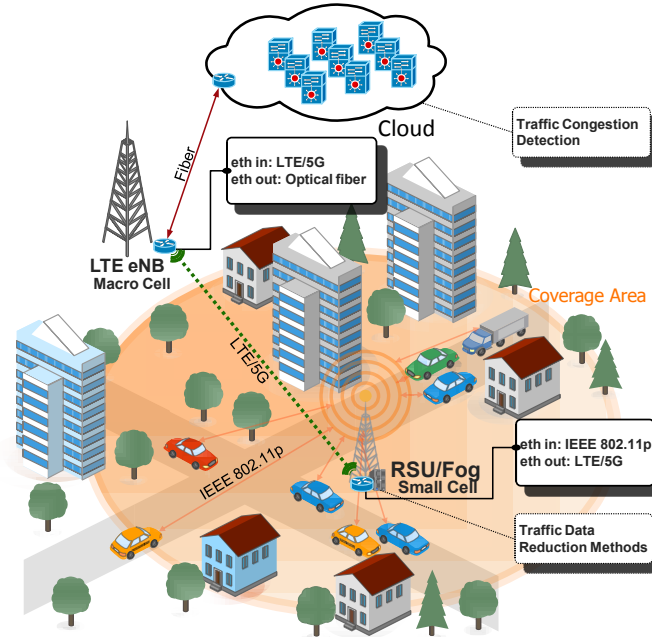 Cloud
Traffic Congestion
Detection
Fiber
eth in: LTE/5G
eth out: Optical fiber
LTE eNB
Macro Cell
Coverage Area
LTE/5G
IEEE 802.11p
RSU/Fog
Small Cell
eth in: IEEE 802.11p
eth out: LTE/5G
Traffic Data
Reduction Methods